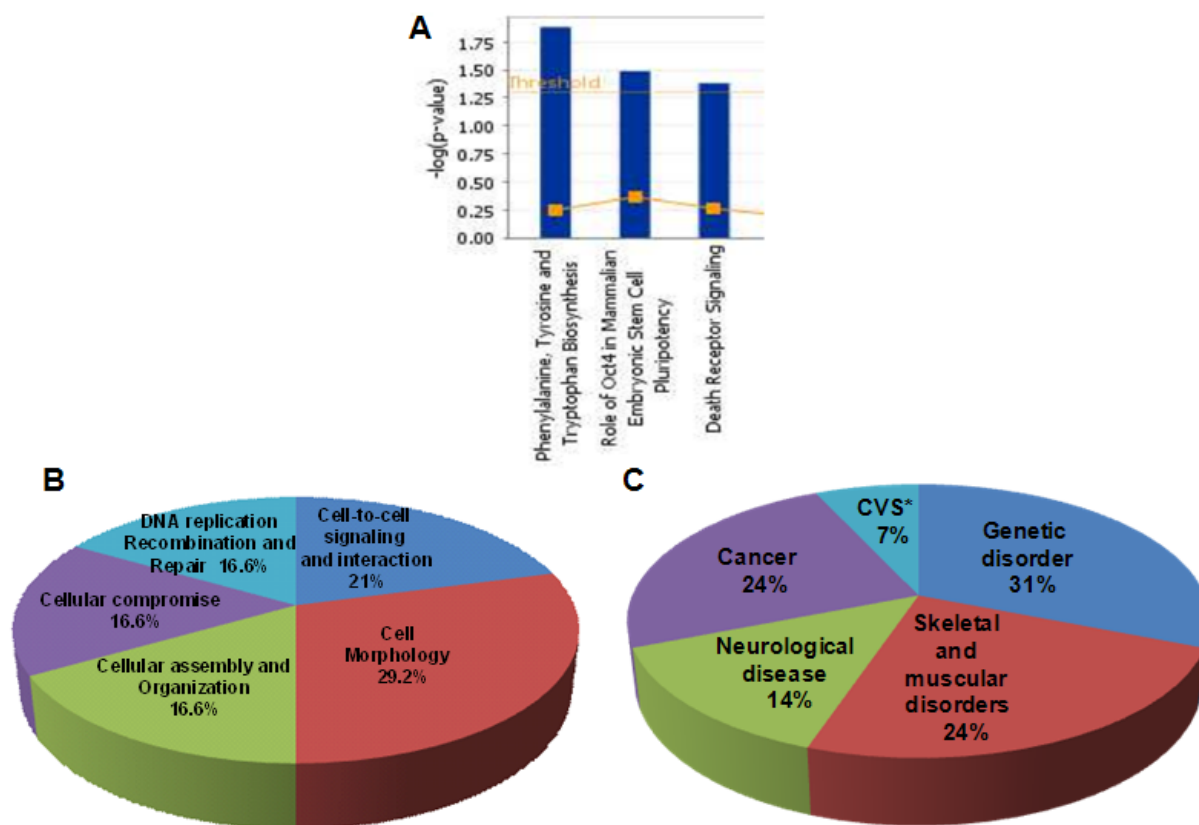 A
-log(p-value)
1.75
1.50
1.25
1.00
0.75
0.50
0.25
0.00
Threshold
Phenylalanine, Tyrosine and
Tryptophan Biosynthesis
Role of Oct4 in Mammalian
Embryonic Stem Cell
Pluripotency
Death Receptor Signaling
B
DNA replication
Recombination and
Repair 16.6%
Cell-to-cell
signaling
and interaction
21%
Cellular compromise
16.6%
Cell
Morphology
29.2%
Cellular assembly and
Organization
16.6%
C
CVS*
7%
Genetic
disorder
31%
Cancer
24%
Neurological
disease
14%
Skeletal
and
muscular
disorders
24%